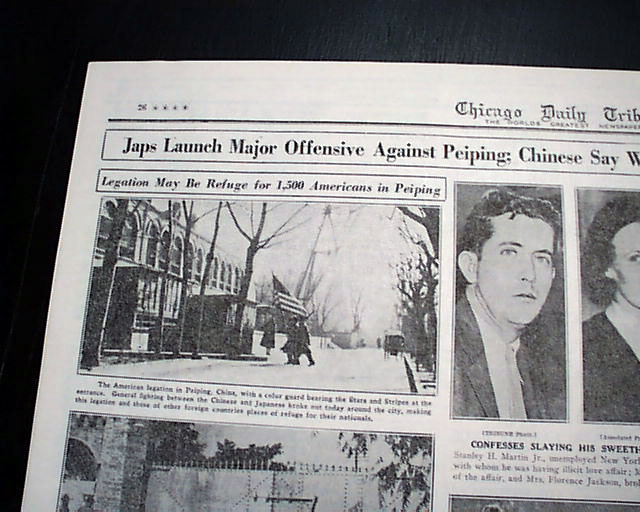 26 ★ ★ ★ ★
Chicago Daily Trib
THE WORLD'S GREATEST NEWSPAPER
Japs Launch Major Offensive Against Peiping; Chinese Say W
Legation May Be Refuge for 1,500 Americans in Peiping
The American legation in Peiping, China, with a color guard bearing the Stars and Stripes at the
entrance. General fighting between the Chinese and Japanese broke out today around the city, making
this legation and those of other foreign countries places of refuge for their nationals.
[TRIBUNE Photo.]
[Associated P
CONFESSES SLAYING HIS SWEETH
Stanley H. Martin Jr., unemployed New York
with whom he was having illicit love affair; M
of the affair, and Mrs. Florence Jackson, brok